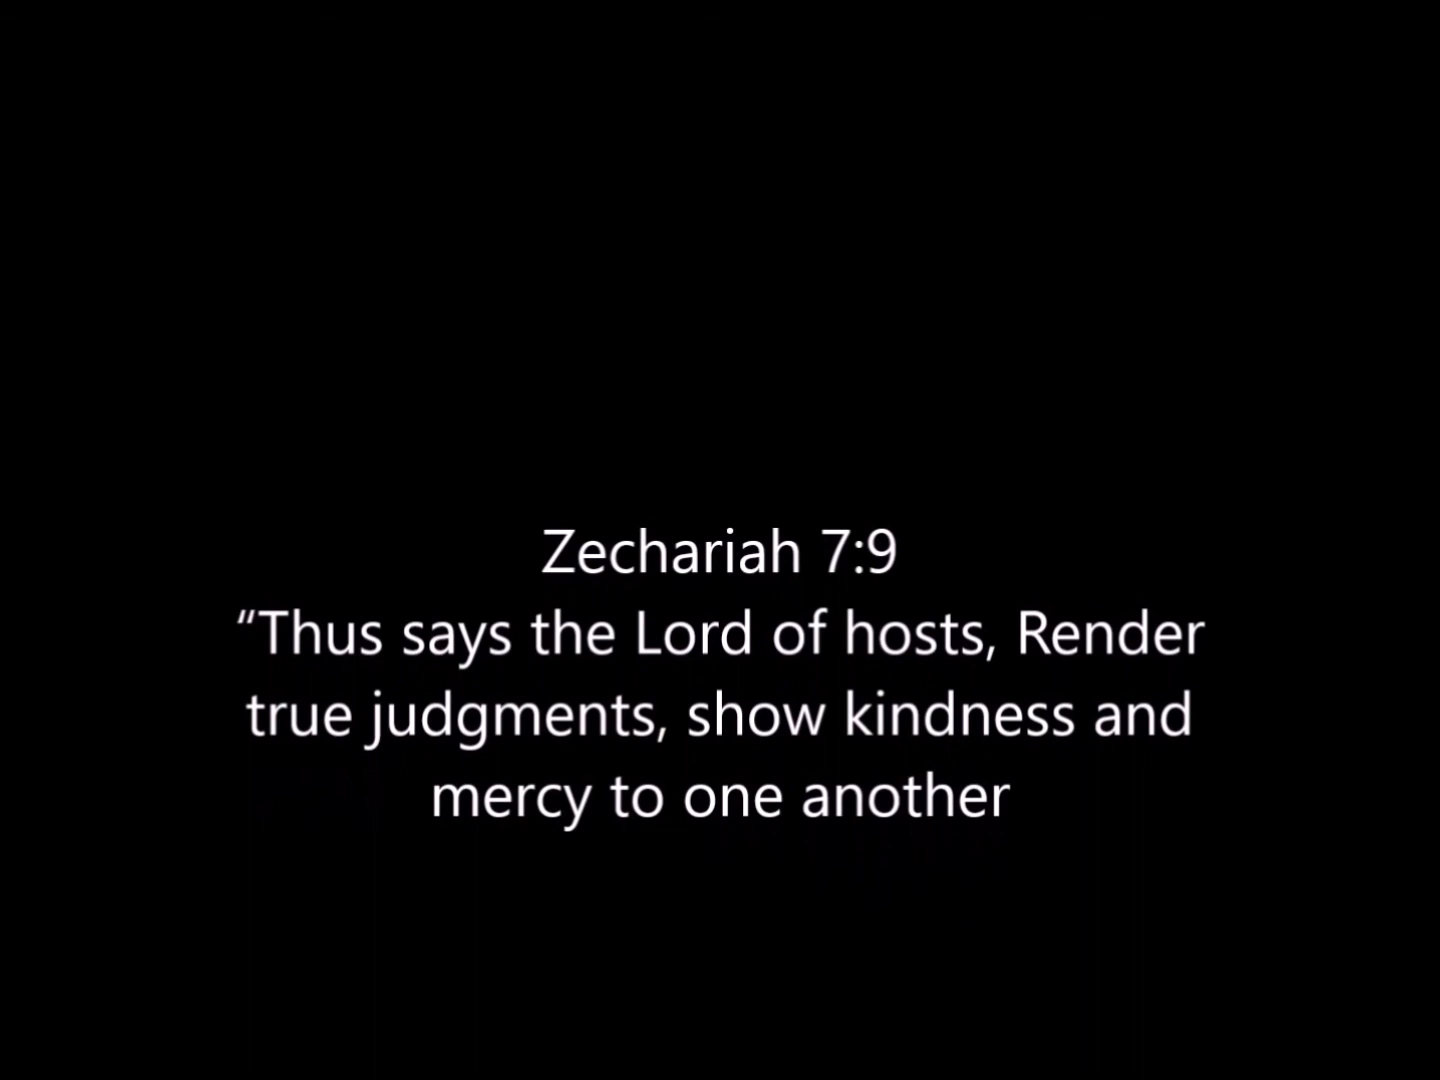 Zechariah 7:9
“Thus says the Lord of hosts, Render
true judgments, show kindness and
mercy to one another